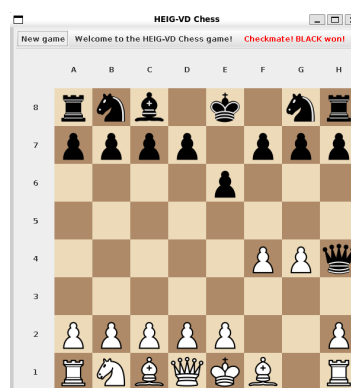 HEIG-VD Chess
New game Welcome to the HEIG-VD Chess game! Checkmate! BLACK won!
A B C D E F G H
8
7
6
5
4
3
2
1